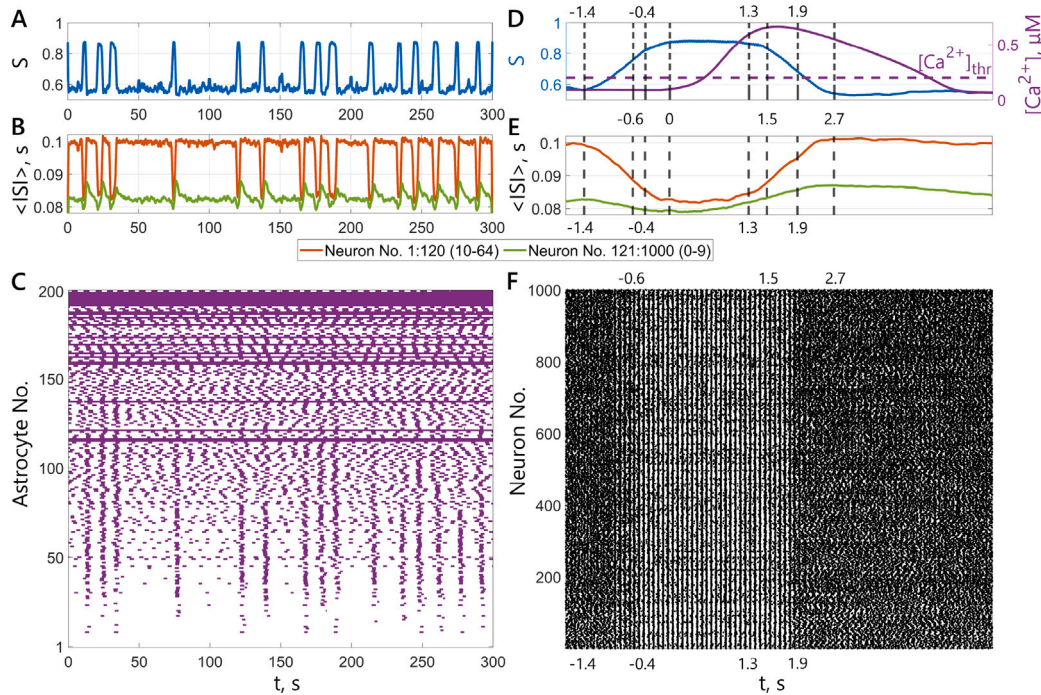 A
S
1
0.8
0.6
0 50 100 150 200 250 300
B
<ISI>, s
0.1
0.09
0.08
0 50 100 150 200 250 300
D
-1.4 -0.4 1.3 1.9
S
1
0.8
0.6
[Ca2+]thr
0.5
0
[Ca2+], μM
-0.6 0 1.5 2.7
E
<ISI>, s
0.1
0.09
0.08
-1.4 -0.4 1.3 1.9
Neuron No. 1:120 (10-64) Neuron No. 121:1000 (0-9)
C
Astrocyte No.
200
150
100
50
1
0 50 100 150 200 250 300
t, s
F
-0.6 1.5 2.7
Neuron No.
1000
800
600
400
200
-1.4 -0.4 1.3 1.9
t, s